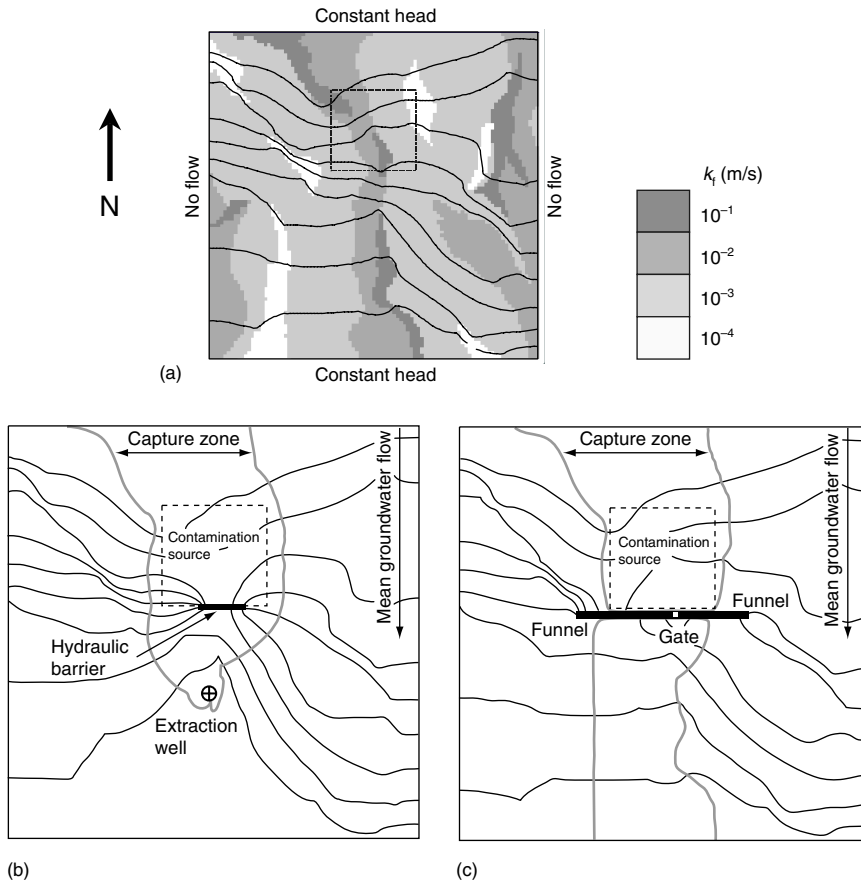 Constant head
No flow
No flow
N
k_f (m/s)
10⁻¹
10⁻²
10⁻³
10⁻⁴
(a)
Constant head
Capture zone
Mean groundwater flow
Contamination
source
Hydraulic
barrier
Extraction
well
(b)
Capture zone
Mean groundwater flow
Contamination
source
Funnel
Funnel
Gate
(c)